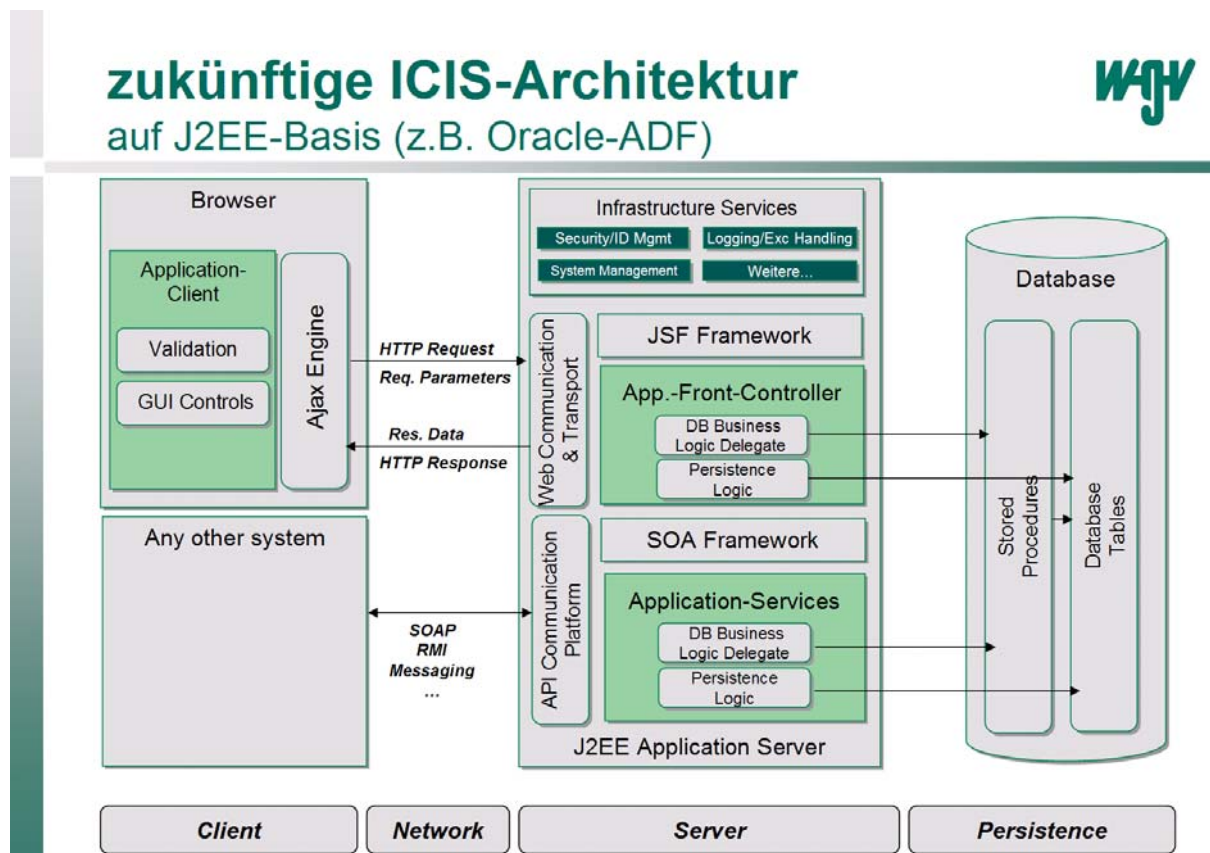 zukünftige ICIS-Architektur
auf J2EE-Basis (z.B. Oracle-ADF)
WGV
Browser
Application-
Client
Validation
GUI Controls
Ajax Engine
HTTP Request
Req. Parameters
Res. Data
HTTP Response
Any other system
SOAP
RMI
Messaging
...
Infrastructure Services
Security/ID Mgmt
Logging/Exc Handling
System Management
Weitere...
Web Communication
& Transport
JSF Framework
App.-Front-Controller
DB Business
Logic Delegate
Persistence
Logic
API Communication
Platform
SOA Framework
Application-Services
DB Business
Logic Delegate
Persistence
Logic
J2EE Application Server
Database
Stored
Procedures
Database
Tables
Client
Network
Server
Persistence